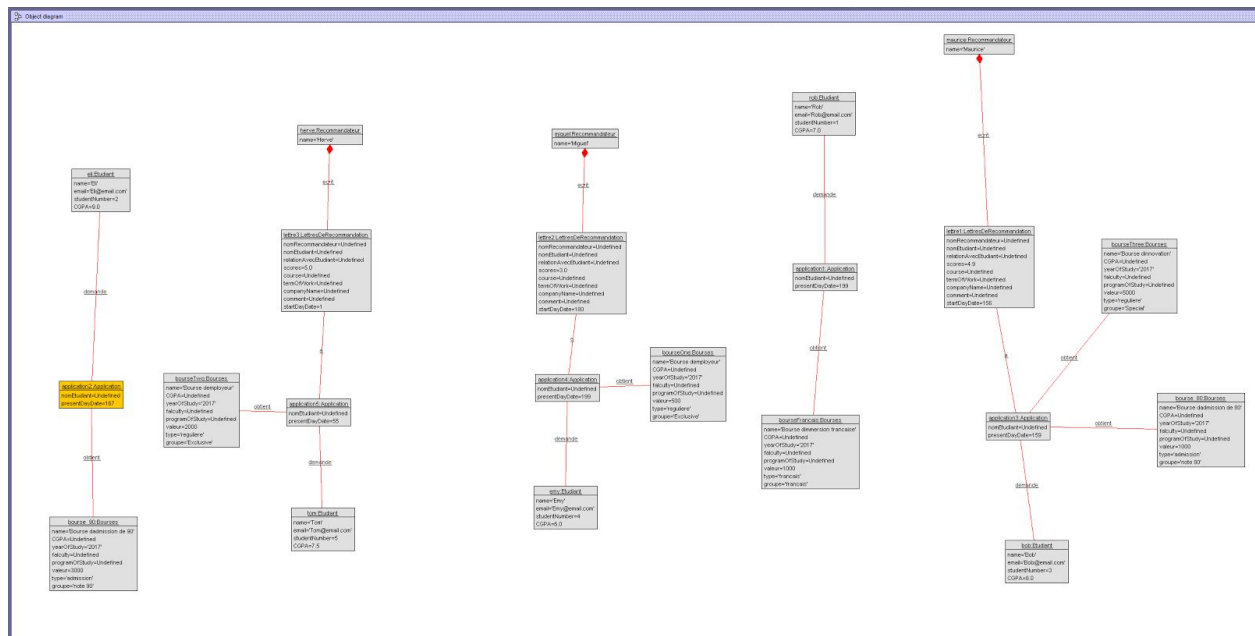 Object diagram
maurice:Recommandateur
name='Maurice'
ecrit
rob:Etudiant
name='Rob'
email='Rob@email.com'
studentNumber=1
CGPA=7.0
demande
herve:Recommandateur
name='Herve'
ecrit
miguel:Recommandateur
name='Miguel'
ecrit
eli:Etudiant
name='Eli'
email='Eli@email.com'
studentNumber=2
demande
lettre3:LettresDeRecommandation
nomRecommandateur=Undefined
nomEtudiant=Undefined
relationAvecEtudiant=Undefined
scores=5.0
course=Undefined
termOfWork=Undefined
companyName=Undefined
comment=Undefined
startDayDate=1
lettre2:LettresDeRecommandation
nomRecommandateur=Undefined
nomEtudiant=Undefined
relationAvecEtudiant=Undefined
scores=3.0
course=Undefined
termOfWork=Undefined
companyName=Undefined
comment=Undefined
startDayDate=180
application1:Application
nomEtudiant=Undefined
presentDayDate=199
obtient
lettre1:LettresDeRecommandation
nomRecommandateur=Undefined
nomEtudiant=Undefined
relationAvecEtudiant=Undefined
scores=4.9
course=Undefined
termOfWork=Undefined
companyName=Undefined
comment=Undefined
startDayDate=158
bourseThree:Bourses
name='Bourse dinnovation'
CGPA=Undefined
yearOfStudy='2017'
falculty=Undefined
programOfStudy=Undefined
valeur=5000
type='reguliere'
groupe='Special'
obtient
application2:Application
nomEtudiant=Undefined
presentDayDate=187
obtient
bourseTwo:Bourses
name='Bourse demployeur'
CGPA=Undefined
yearOfStudy='2017'
falculty=Undefined
programOfStudy=Undefined
valeur=2000
type='reguliere'
groupe='Exclusive'
obtient
application5:Application
nomEtudiant=Undefined
presentDayDate=55
demande
application4:Application
nomEtudiant=Undefined
presentDayDate=199
obtient
demande
bourseOne:Bourses
name='Bourse demployeur'
CGPA=Undefined
yearOfStudy='2017'
falculty=Undefined
programOfStudy=Undefined
valeur=500
type='reguliere'
groupe='Exclusive'
bourseFrancais:Bourses
name='Bourse dimmersion francaise'
CGPA=Undefined
yearOfStudy='2017'
falculty=Undefined
programOfStudy=Undefined
valeur=1000
type='francais'
groupe='francais'
application3:Application
nomEtudiant=Undefined
presentDayDate=159
obtient
demande
bourse_80:Bourses
name='Bourse dadmission de 80'
CGPA=Undefined
yearOfStudy='2017'
falculty=Undefined
programOfStudy=Undefined
valeur=1000
type='admission'
groupe='note 80'
bourse_90:Bourses
name='Bourse dadmission de 90'
CGPA=Undefined
yearOfStudy='2017'
falculty=Undefined
programOfStudy=Undefined
valeur=3000
type='admission'
groupe='note 90'
tom:Etudiant
name='Tom'
email='Tom@email.com'
studentNumber=5
CGPA=7.5
emy:Etudiant
name='Emy'
email='Emy@email.com'
studentNumber=4
CGPA=6.0
bob:Etudiant
name='Bob'
email='Bob@email.com'
studentNumber=3
CGPA=8.0